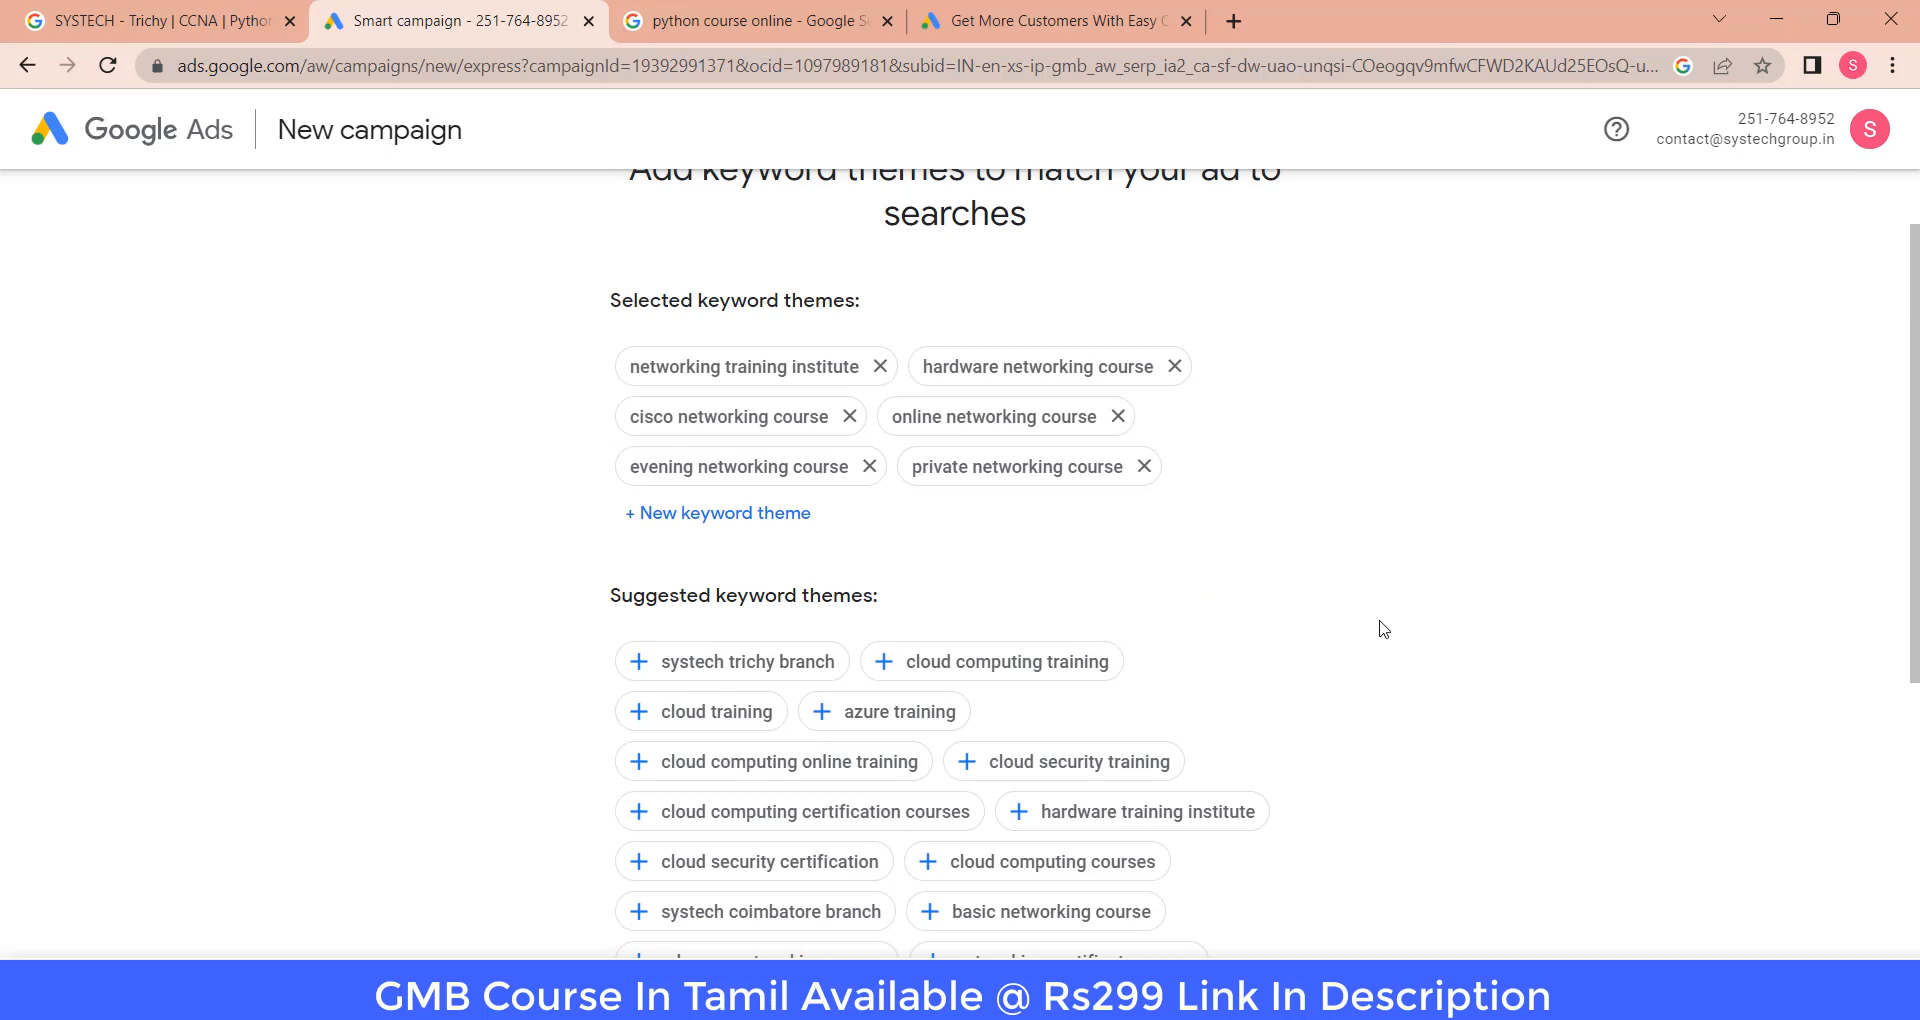 SYSTECH - Trichy | CCNA | Python
Smart campaign - 251-764-8952
python course online - Google Se
Get More Customers With Easy
ads.google.com/aw/campaigns/new/express?campaignId=19392991371&ocid=1097989181&subid=IN-en-xs-ip-gmb_aw_serp_ia2_ca-sf-dw-uao-unqsi-COeogqv9mfwCFWD2KAUd25EOsQ-u...
S
Google Ads
New campaign
251-764-8952
contact@systechgroup.in
S
Add keyword themes to match your ad to
searches
Selected keyword themes:
networking training institute
hardware networking course
cisco networking course
online networking course
evening networking course
private networking course
+ New keyword theme
Suggested keyword themes:
systech trichy branch
cloud computing training
cloud training
azure training
cloud computing online training
cloud security training
cloud computing certification courses
hardware training institute
cloud security certification
cloud computing courses
systech coimbatore branch
basic networking course
GMB Course In Tamil Available @ Rs299 Link In Description